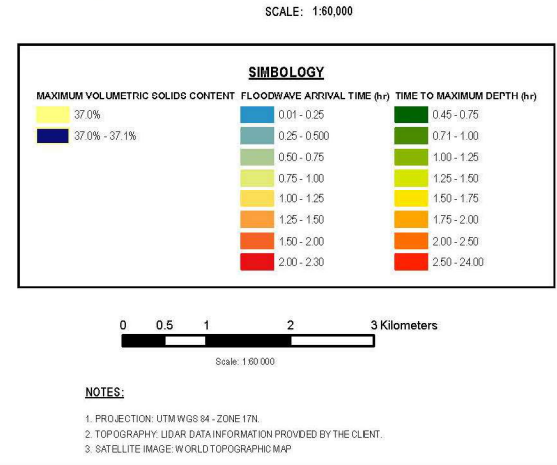 SCALE: 1:60,000
SIMBOLOGY
MAXIMUM VOLUMETRIC SOLIDS CONTENT FLOODWAVE ARRIVAL TIME (hr) TIME TO MAXIMUM DEPTH (hr)
37.0% 0.01 - 0.25 0.45 - 0.75
37.0% - 37.1% 0.25 - 0.500 0.71 - 1.00
0.50 - 0.75 1.00 - 1.25
0.75 - 1.00 1.25 - 1.50
1.00 - 1.25 1.50 - 1.75
1.25 - 1.50 1.75 - 2.00
1.50 - 2.00 2.00 - 2.50
2.00 - 2.30 2.50 - 24.00
0 0.5 1 2 3 Kilometers
Scale: 1:60 000
NOTES:
1. PROJECTION: UTM WGS 84 - ZONE 17N.
2. TOPOGRAPHY: LIDAR DATA INFORMATION PROVIDED BY THE CLIENT.
3. SATELLITE IMAGE: WORLD TOPOGRAPHIC MAP